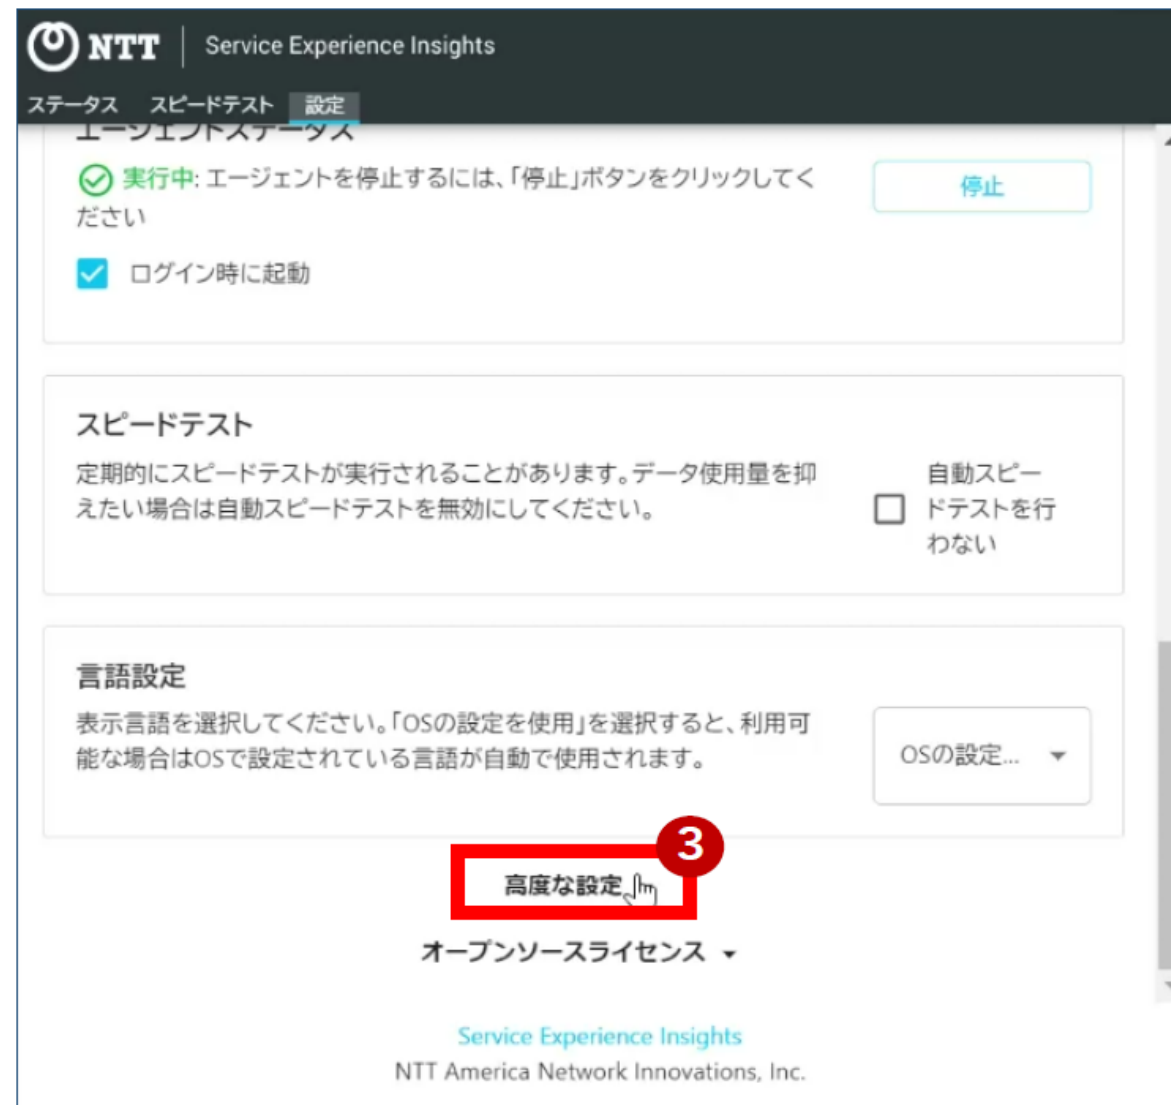 NTT Service Experience Insights
ステータス スピードテスト 設定
エージェントステータス
実行中: エージェントを停止するには、「停止」ボタンをクリックしてく
ださい
停止
ログイン時に起動
スピードテスト
定期的にスピードテストが実行されることがあります。データ使用量を抑
えたい場合は自動スピードテストを無効にしてください。
自動スピー
ドテストを行
わない
言語設定
表示言語を選択してください。「OSの設定を使用」を選択すると、利用可
能な場合はOSで設定されている言語が自動で使用されます。
OSの設定...
3
高度な設定
オープンソースライセンス
Service Experience Insights
NTT America Network Innovations, Inc.